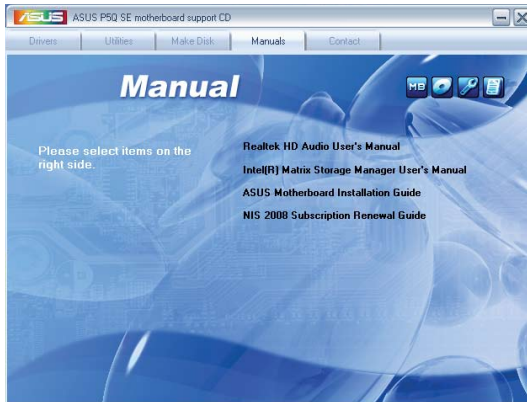 ASUS ASUS P5Q SE motherboard support CD
Drivers Utilities Make Disk Manuals Contact
Manual
MB
Please select items on the
right side.
Realtek HD Audio User's Manual
Intel(R) Matrix Storage Manager User's Manual
ASUS Motherboard Installation Guide
NIS 2008 Subscription Renewal Guide